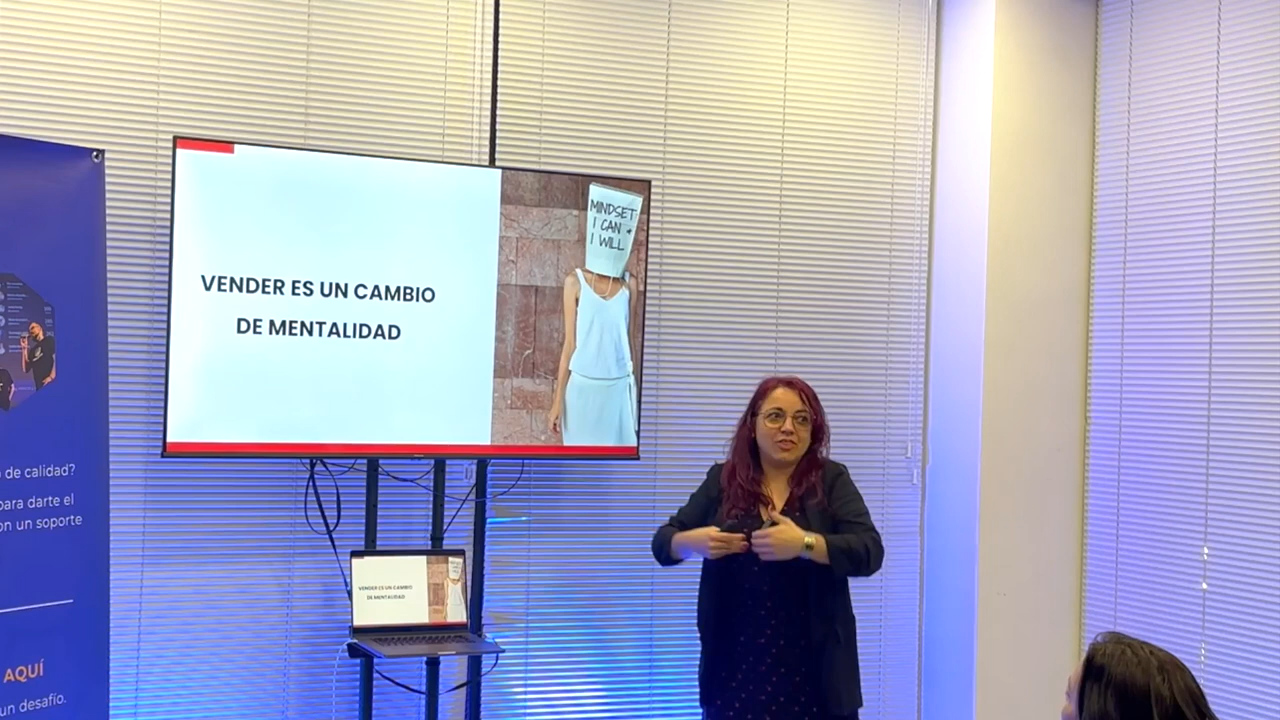 VENDER ES UN CAMBIO
DE MENTALIDAD
MINDSET
I CAN +
I WILL
de calidad?
para darte el
on un soporte
AQUÍ
un desafío.
VENDER ES UN CAMBIO
DE MENTALIDAD